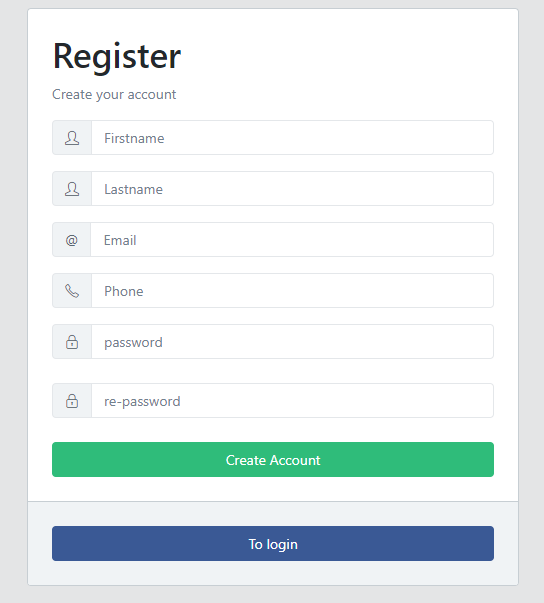 Register
Create your account
Firstname
Lastname
@ Email
Phone
password
re-password
Create Account
To login